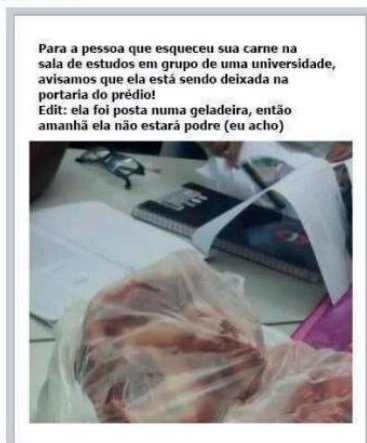 Para a pessoa que esqueceu sua carne na
sala de estudos em grupo de uma universidade,
avisamos que ela está sendo deixada na
portaria do prédio!
Edit: ela foi posta numa geladeira, então
amanhã ela não estará podre (eu acho)